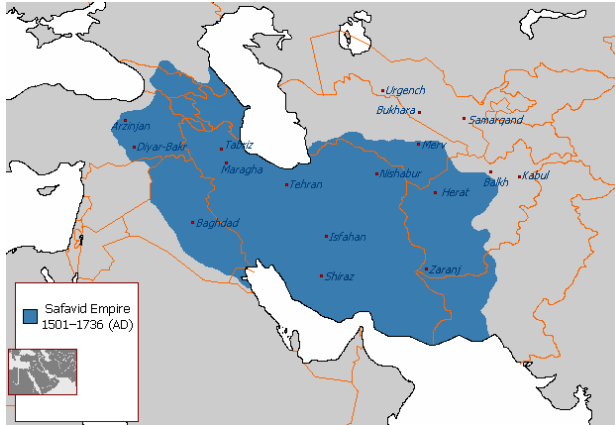 Urgench
Bukhara
Samarqand
Arzinjan
Diyar-Bakr
Tabriz
Maragha
Merv
Nishabur
Balkh
Kabul
Tehran
Herat
Baghdad
Isfahan
Zaranj
Shiraz
Safavid Empire
1501–1736 (AD)